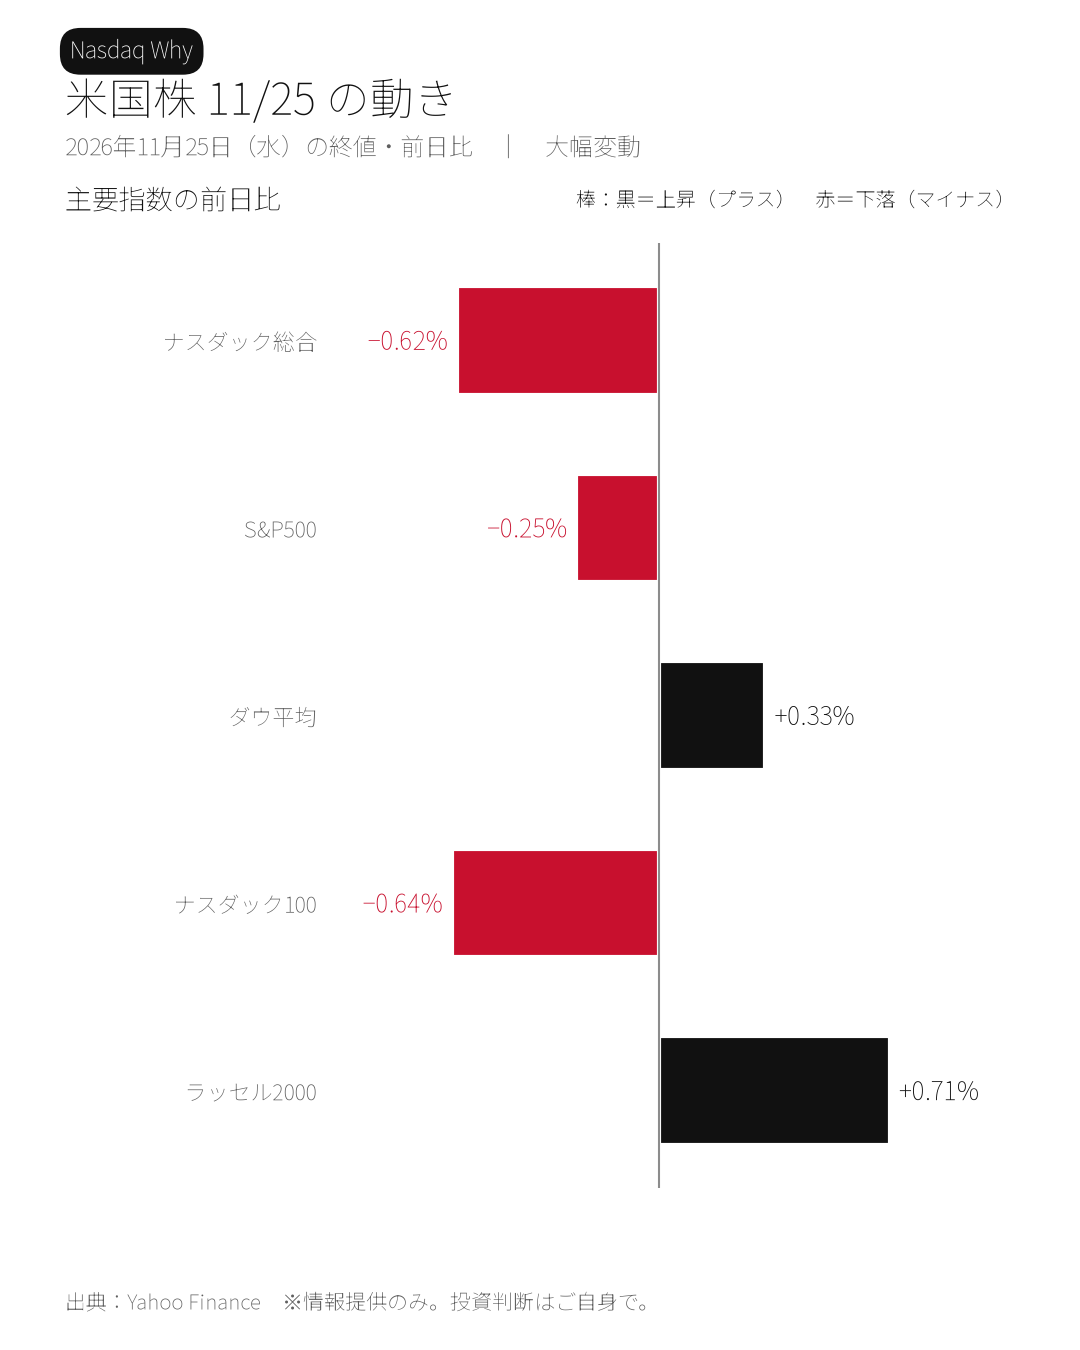 Nasdaq Why
米国株 11/25 の動き
2026年11月25日（水）の終値・前日比　｜　大幅変動
主要指数の前日比
棒：黒＝上昇（プラス）　赤＝下落（マイナス）
ナスダック総合 −0.62%
S&P500 −0.25%
ダウ平均 +0.33%
ナスダック100 −0.64%
ラッセル2000 +0.71%
出典：Yahoo Finance　※情報提供のみ。投資判断はご自身で。